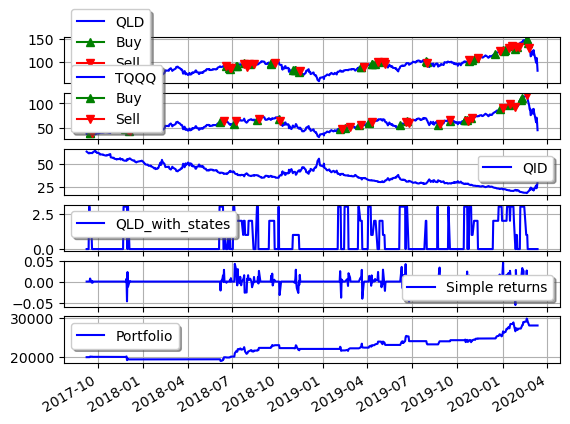 QLD
Buy
Sell
150
100
TQQQ
Buy
Sell
100
50
QID
50
25
QLD_with_states
2.5
0.0
Simple returns
0.05
0.00
−0.05
Portfolio
30000
20000
2017-10
2018-01
2018-04
2018-07
2018-10
2019-01
2019-04
2019-07
2019-10
2020-01
2020-04